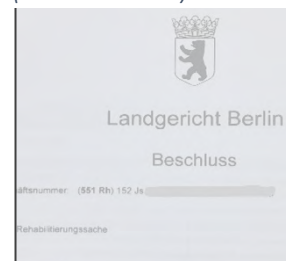 Landgericht Berlin
Beschluss
äftsnummer: (551 Rh) 152 Js
Rehabilitierungssache